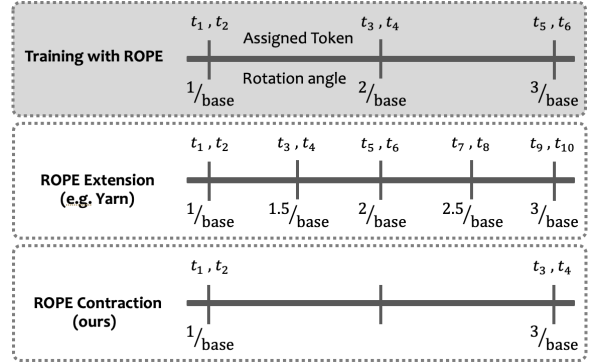 t₁ , t₂ t₃ , t₄ t₅ , t₆
Training with ROPE
Assigned Token
Rotation angle
1/base 2/base 3/base
t₁ , t₂ t₃ , t₄ t₅ , t₆ t₇ , t₈ t₉ , t₁₀
ROPE Extension
(e.g. Yarn)
1/base 1.5/base 2/base 2.5/base 3/base
t₁ , t₂ t₃ , t₄
ROPE Contraction
(ours)
1/base 3/base